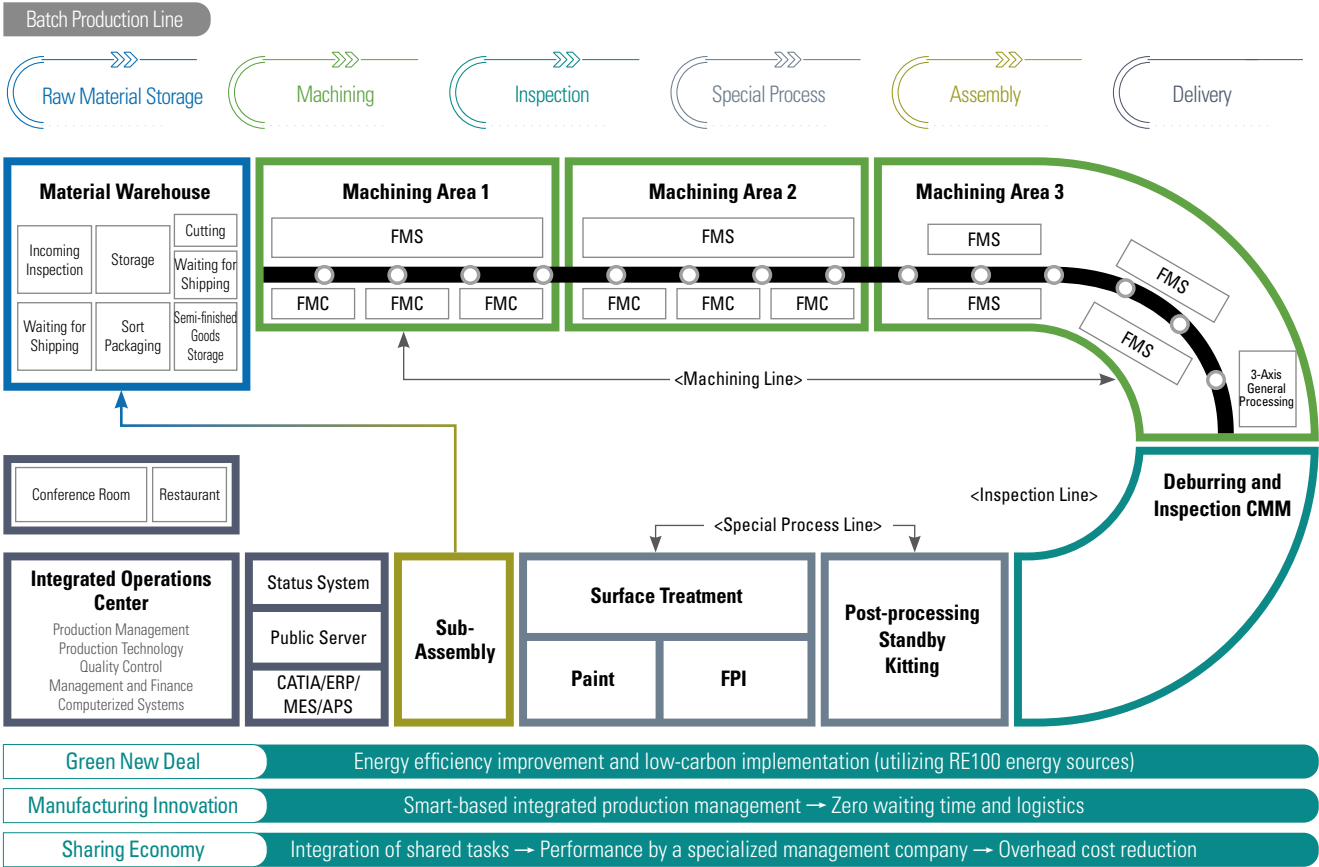 Batch Production Line
Raw Material Storage
Machining
Inspection
Special Process
Assembly
Delivery
Material Warehouse
Incoming
Inspection
Storage
Cutting
Waiting for
Shipping
Waiting for
Shipping
Sort
Packaging
Semi-finished
Goods
Storage
Machining Area 1
FMS
FMC
FMC
FMC
Machining Area 2
FMS
FMC
FMC
FMC
Machining Area 3
FMS
FMS
FMS
FMS
3-Axis
General
Processing
<Machining Line>
Conference Room
Restaurant
<Inspection Line>
Deburring and
Inspection CMM
<Special Process Line>
Integrated Operations
Center
Production Management
Production Technology
Quality Control
Management and Finance
Computerized Systems
Status System
Public Server
CATIA/ERP/
MES/APS
Sub-
Assembly
Surface Treatment
Paint
FPI
Post-processing
Standby
Kitting
Green New Deal
Energy efficiency improvement and low-carbon implementation (utilizing RE100 energy sources)
Manufacturing Innovation
Smart-based integrated production management → Zero waiting time and logistics
Sharing Economy
Integration of shared tasks → Performance by a specialized management company → Overhead cost reduction